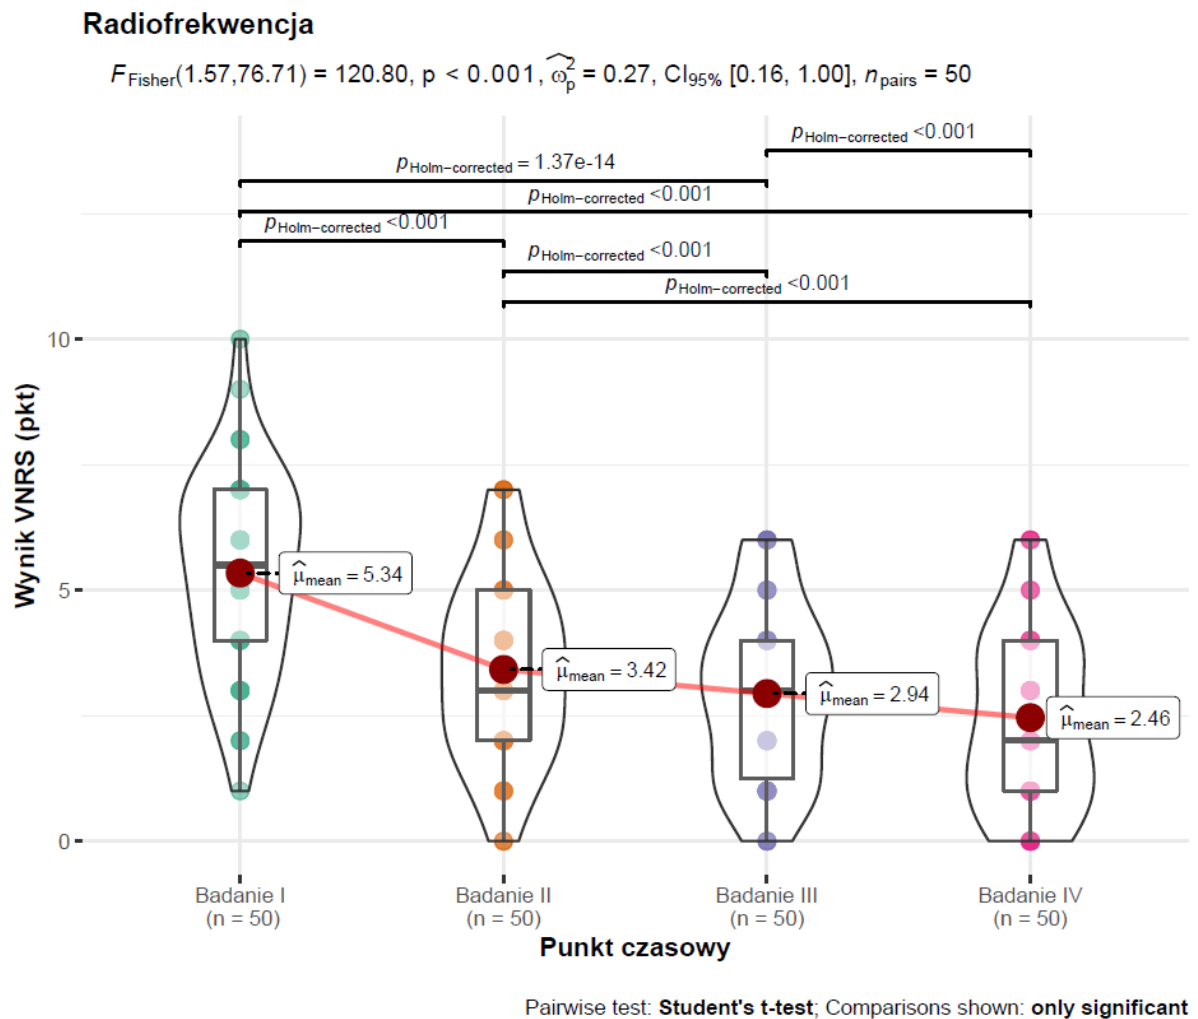 Radiofrekwencja
F Fisher(1.57,76.71) = 120.80, p < 0.001, ω̂²p = 0.27, CI95% [0.16, 1.00], npairs = 50
pHolm−corrected <0.001
pHolm−corrected = 1.37e-14
pHolm−corrected <0.001
pHolm−corrected <0.001
pHolm−corrected <0.001
pHolm−corrected <0.001
10
5
0
Wynik VNRS (pkt)
μ̂mean = 5.34
μ̂mean = 3.42
μ̂mean = 2.94
μ̂mean = 2.46
Badanie I
(n = 50)
Badanie II
(n = 50)
Badanie III
(n = 50)
Badanie IV
(n = 50)
Punkt czasowy
Pairwise test: Student's t-test; Comparisons shown: only significant